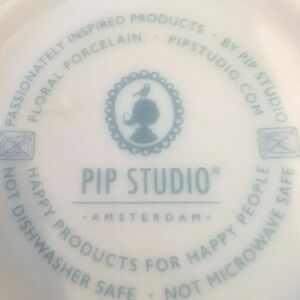 PASSIONATELY INSPIRED PRODUCTS • BY PIP STUDIO
FLORAL PORCELAIN • PIPSTUDIO.COM
PIP STUDIO®
• AMSTERDAM •
HAPPY PRODUCTS FOR HAPPY PEOPLE
NOT DISHWASHER SAFE • NOT MICROWAVE SAFE